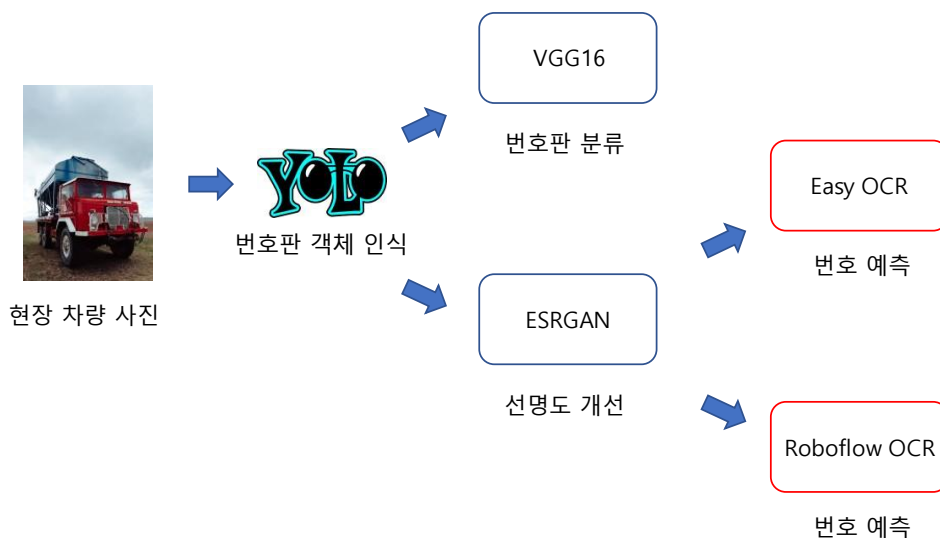 VGG16
번호판 분류
YOLO
번호판 객체 인식
현장 차량 사진
Easy OCR
번호 예측
ESRGAN
선명도 개선
Roboflow OCR
번호 예측